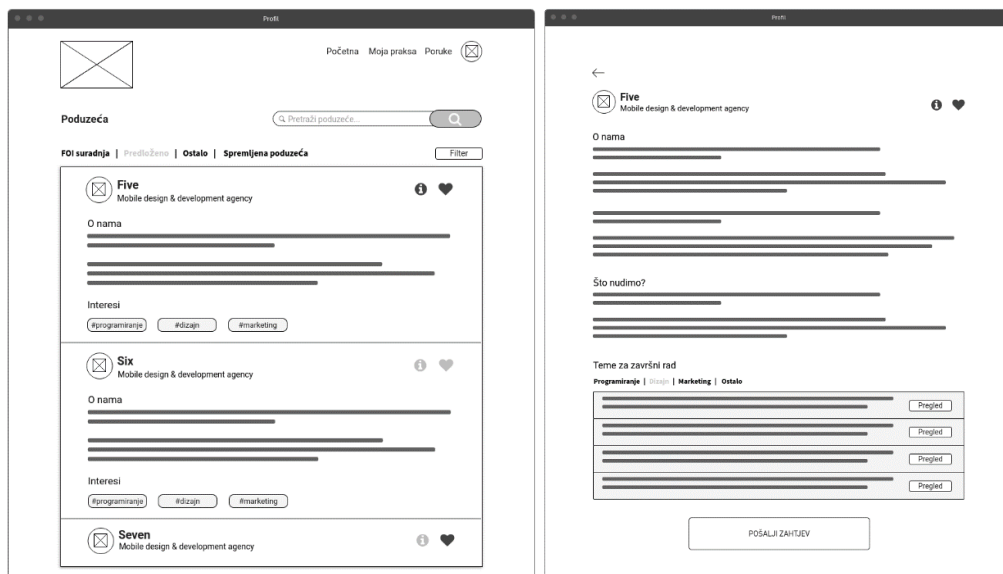 Profil
Početna Moja praksa Poruke
Poduzeća
Pretraži poduzeće...
FOI suradnja | Predloženo | Ostalo | Spremljena poduzeća
Filter
Five
Mobile design & development agency
O nama
Interesi
#programiranje #dizajn #marketing
Six
Mobile design & development agency
O nama
Interesi
#programiranje #dizajn #marketing
Seven
Mobile design & development agency
Profil
Five
Mobile design & development agency
O nama
Što nudimo?
Teme za završni rad
Programiranje | Dizajn | Marketing | Ostalo
Pregled
Pregled
Pregled
Pregled
POŠALJI ZAHTJEV